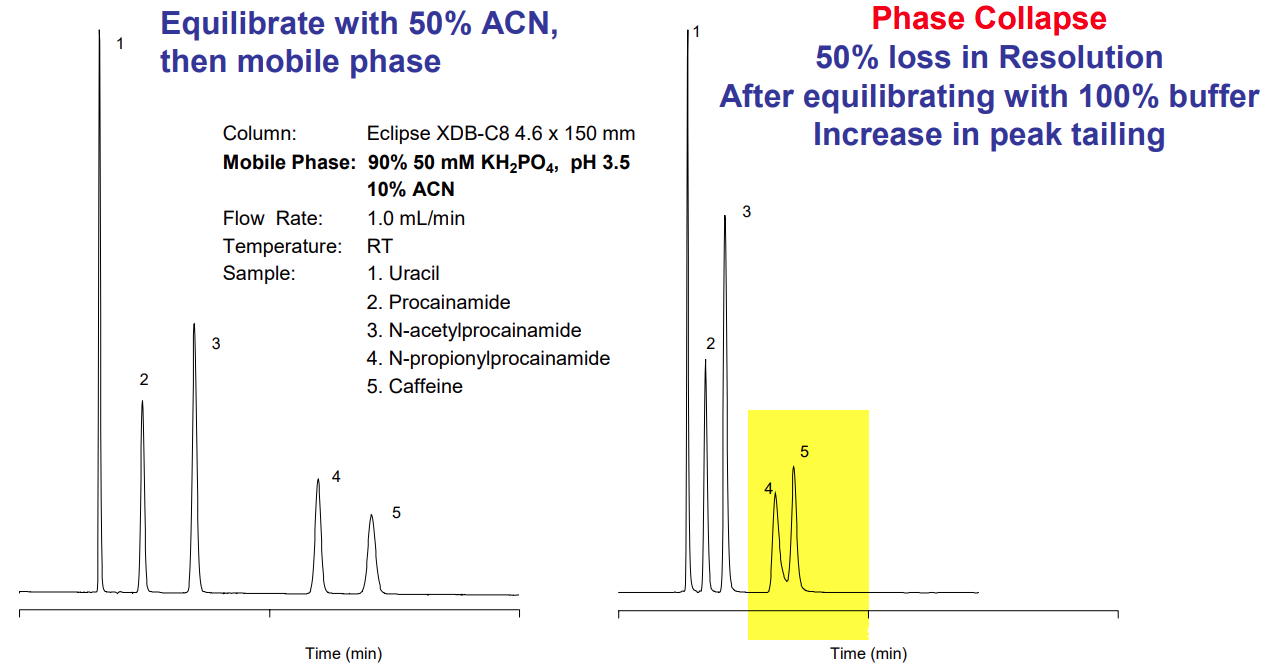 Equilibrate with 50% ACN,
then mobile phase
Column: Eclipse XDB-C8 4.6 x 150 mm
Mobile Phase: 90% 50 mM KH₂PO₄, pH 3.5
10% ACN
Flow Rate: 1.0 mL/min
Temperature: RT
Sample: 1. Uracil
2. Procainamide
3. N-acetylprocainamide
4. N-propionylprocainamide
5. Caffeine
1
2
3
4
5
Time (min)
Phase Collapse
50% loss in Resolution
After equilibrating with 100% buffer
Increase in peak tailing
1
2
3
4
5
Time (min)